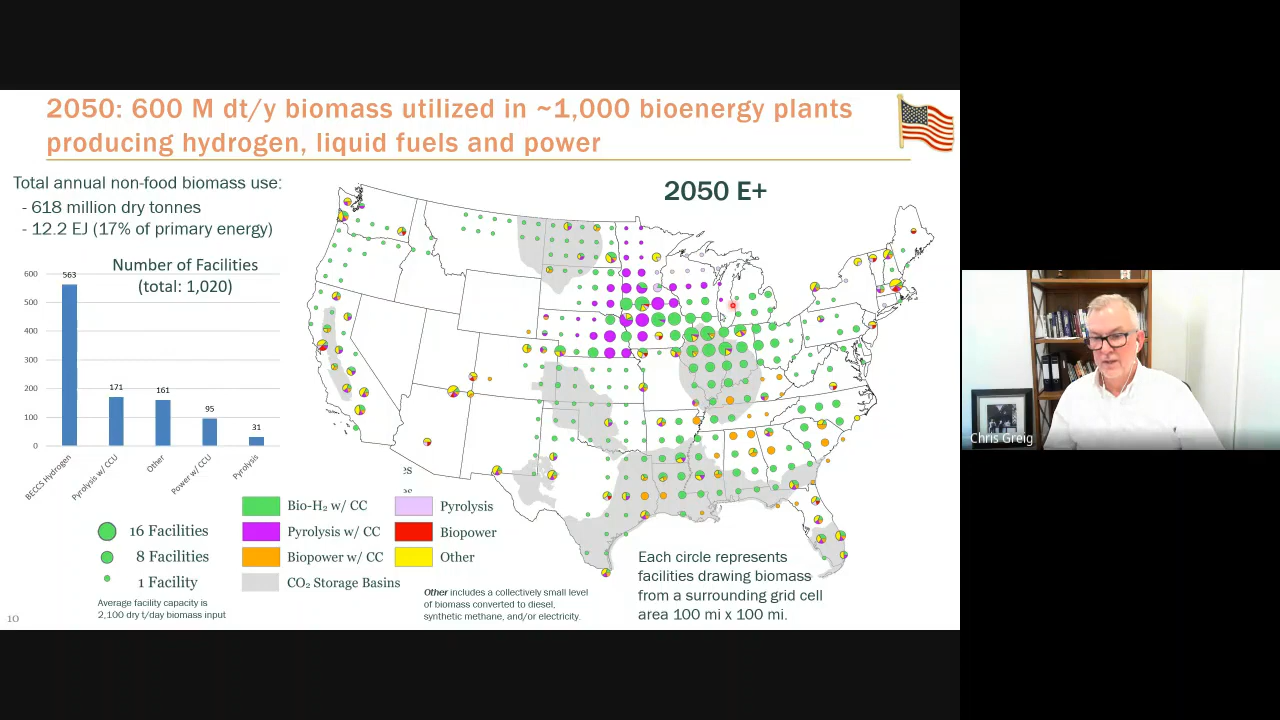 2050: 600 M dt/y biomass utilized in ~1,000 bioenergy plants
producing hydrogen, liquid fuels and power
Total annual non-food biomass use:
- 618 million dry tonnes
- 12.2 EJ (17% of primary energy)
2050 E+
Number of Facilities
(total: 1,020)
600
500
400
300
200
100
0
563
171
161
95
31
BECCS Hydrogen
Pyrolysis w/ CCU
Other
Power w/ CCU
Pyrolysis
16 Facilities
8 Facilities
1 Facility
Average facility capacity is
2,100 dry t/day biomass input
Bio-H₂ w/ CC
Pyrolysis w/ CC
Biopower w/ CC
CO₂ Storage Basins
Pyrolysis
Biopower
Other
Other includes a collectively small level
of biomass converted to diesel,
synthetic methane, and/or electricity.
Each circle represents
facilities drawing biomass
from a surrounding grid cell
area 100 mi x 100 mi.
10
Chris Greig